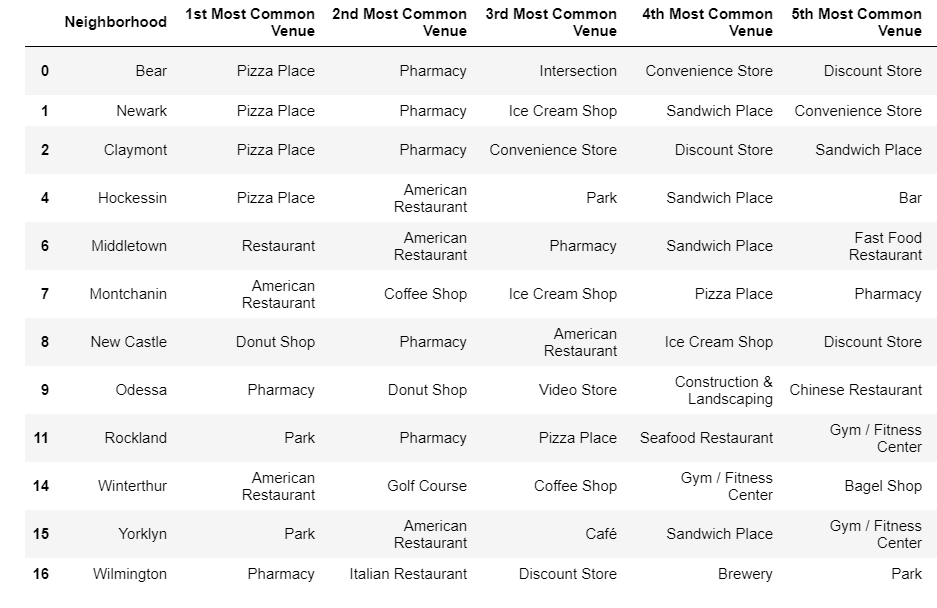 Neighborhood 1st Most Common Venue 2nd Most Common Venue 3rd Most Common Venue 4th Most Common Venue 5th Most Common Venue
0 Bear Pizza Place Pharmacy Intersection Convenience Store Discount Store
1 Newark Pizza Place Pharmacy Ice Cream Shop Sandwich Place Convenience Store
2 Claymont Pizza Place Pharmacy Convenience Store Discount Store Sandwich Place
4 Hockessin Pizza Place American Restaurant Park Sandwich Place Bar
6 Middletown Restaurant American Restaurant Pharmacy Sandwich Place Fast Food Restaurant
7 Montchanin American Restaurant Coffee Shop Ice Cream Shop Pizza Place Pharmacy
8 New Castle Donut Shop Pharmacy American Restaurant Ice Cream Shop Discount Store
9 Odessa Pharmacy Donut Shop Video Store Construction & Landscaping Chinese Restaurant
11 Rockland Park Pharmacy Pizza Place Seafood Restaurant Gym / Fitness Center
14 Winterthur American Restaurant Golf Course Coffee Shop Gym / Fitness Center Bagel Shop
15 Yorklyn Park American Restaurant Café Sandwich Place Gym / Fitness Center
16 Wilmington Pharmacy Italian Restaurant Discount Store Brewery Park